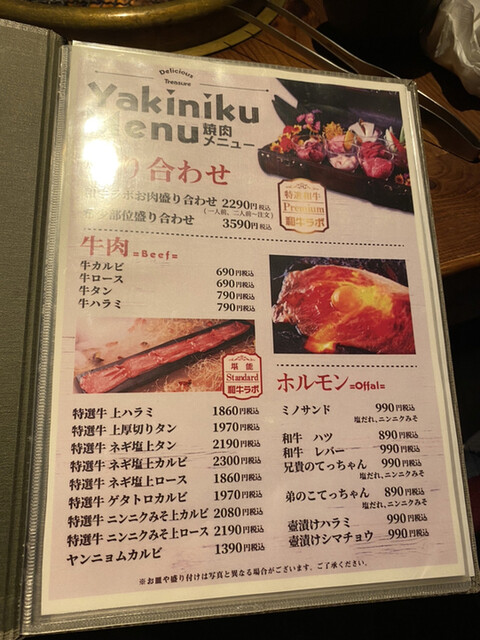 Delicious
Treasure
Yakiniku
Menu 焼肉
メニュー
り合わせ
お肉盛り合わせ 2290円税込
(一人前、二人前〜注文)
部位盛り合わせ 3590円税込
特選和牛
Premium
和牛ラボ
牛肉=Beef=
牛カルビ 690円税込
牛ロース 690円税込
牛タン 790円税込
牛ハラミ 790円税込
堪能
Standard
和牛ラボ
特選牛 上ハラミ 1860円税込
特選牛 上厚切りタン 1970円税込
特選牛 ネギ塩上タン 2190円税込
特選牛 ネギ塩上カルビ 2300円税込
特選牛 ネギ塩上ロース 1860円税込
特選牛 ゲタトロカルビ 1970円税込
特選牛 ニンニクみそ上カルビ 2080円税込
特選牛 ニンニクみそ上ロース 2190円税込
ヤンニョムカルビ 1390円税込
ホルモン=Offal=
ミノサンド 990円税込
塩だれ、ニンニクみそ
和牛 ハツ 890円税込
和牛 レバー 990円税込
兄貴のてっちゃん 990円税込
塩だれ、ニンニクみそ
弟のこてっちゃん 890円税込
塩だれ、ニンニクみそ
壺漬けハラミ 990円税込
壺漬けシマチョウ 990円税込
※お皿や盛り付けは写真と異なる場合がございます、ご了承ください。